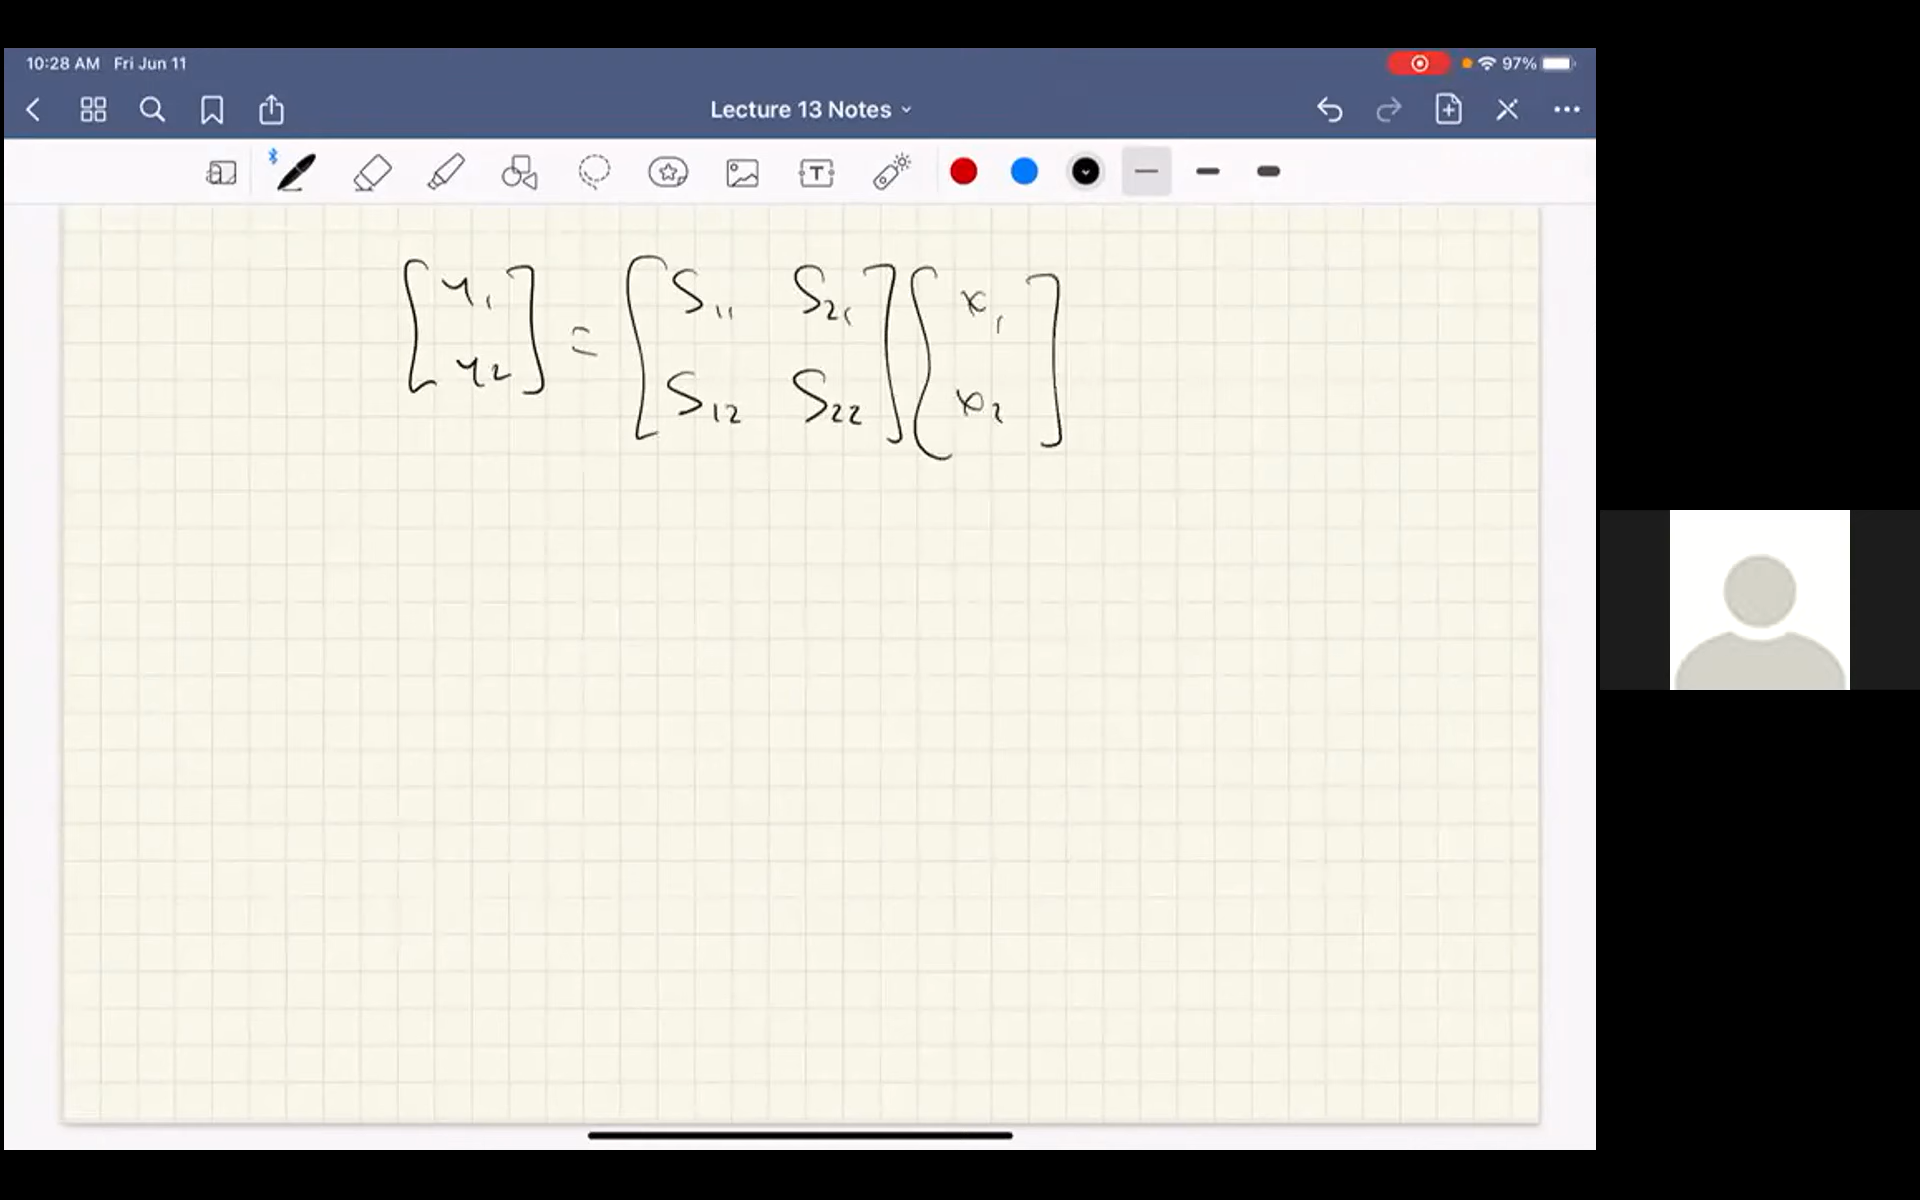 10:28 AM Fri Jun 11 97%
Lecture 13 Notes
[y₁ y₂] = [S₁₁ S₂₁ S₁₂ S₂₂] [x₁ x₂]